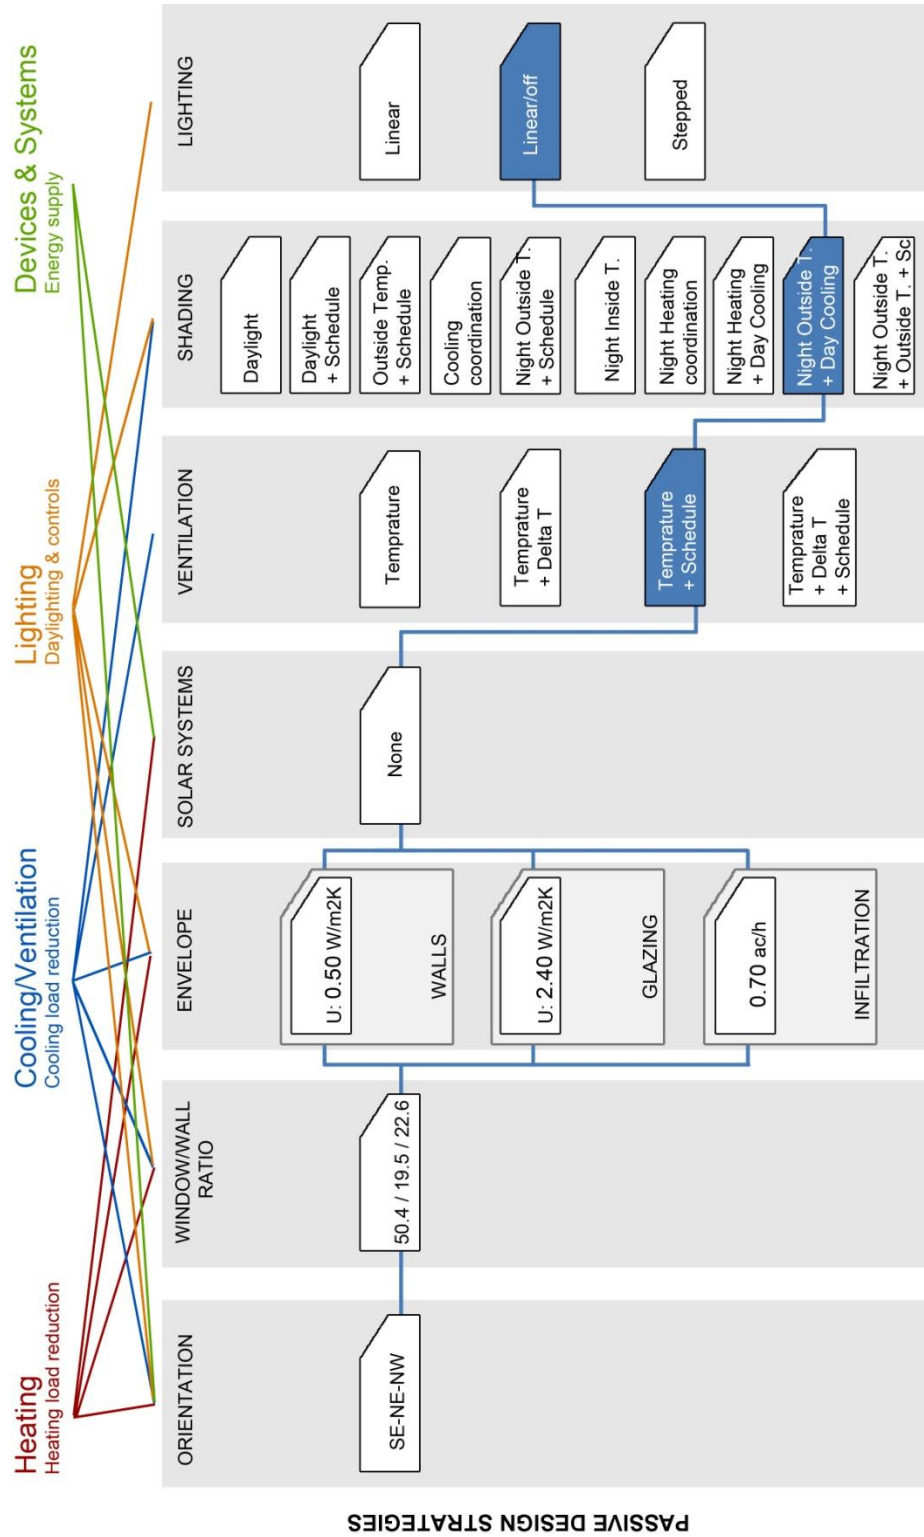 Heating
Heating load reduction
Cooling/Ventilation
Cooling load reduction
Lighting
Daylighting & controls
Devices & Systems
Energy supply
PASSIVE DESIGN STRATEGIES
ORIENTATION
SE-NE-NW
WINDOW/WALL
RATIO
50.4 / 19.5 / 22.6
ENVELOPE
U: 0.50 W/m2K
WALLS
U: 2.40 W/m2K
GLAZING
0.70 ac/h
INFILTRATION
SOLAR SYSTEMS
None
VENTILATION
Temprature
Temprature
+ Delta T
Temprature
+ Schedule
Temprature
+ Delta T
+ Schedule
SHADING
Daylight
Daylight
+ Schedule
Outside Temp.
+ Schedule
Cooling
coordination
Night Outside T.
+ Schedule
Night Inside T.
Night Heating
coordination
Night Heating
+ Day Cooling
Night Outside T.
+ Day Cooling
Night Outside T.
+ Outside T. + Sc
LIGHTING
Linear
Linear/off
Stepped